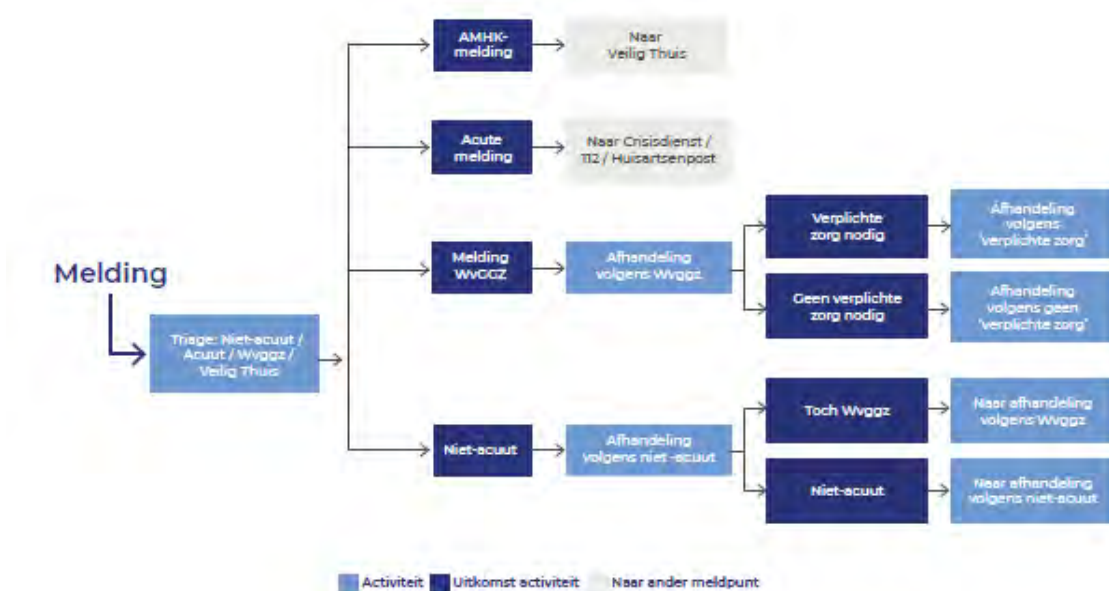 Melding
Triage: Niet-acuut /
Acuut / Wvggz /
Veilig Thuis
AMHK-
melding
Naar
Veilig Thuis
Acute
melding
Naar Crisisdienst /
112 / Huisartsenpost
Melding
WvGGZ
Afhandeling
volgens Wvggz
Verplichte
zorg nodig
Afhandeling
volgens
'verplichte zorg'
Geen verplichte
zorg nodig
Afhandeling
volgens geen
'verplichte zorg'
Niet-acuut
Afhandeling
volgens niet -acuut
Toch Wvggz
Naar afhandeling
volgens Wvggz
Niet-acuut
Naar afhandeling
volgens niet-acuut
Activiteit
Uitkomst activiteit
Naar ander meldpunt